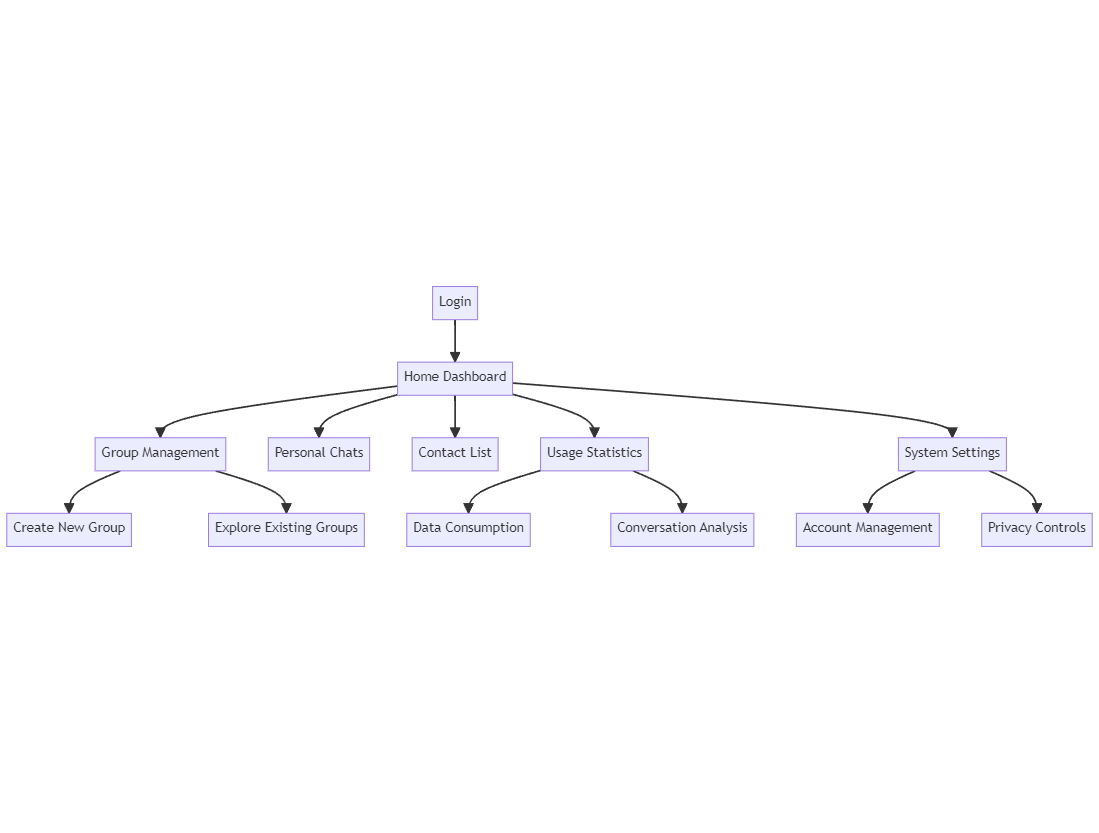 Login
Home Dashboard
Group Management
Personal Chats
Contact List
Usage Statistics
System Settings
Create New Group
Explore Existing Groups
Data Consumption
Conversation Analysis
Account Management
Privacy Controls